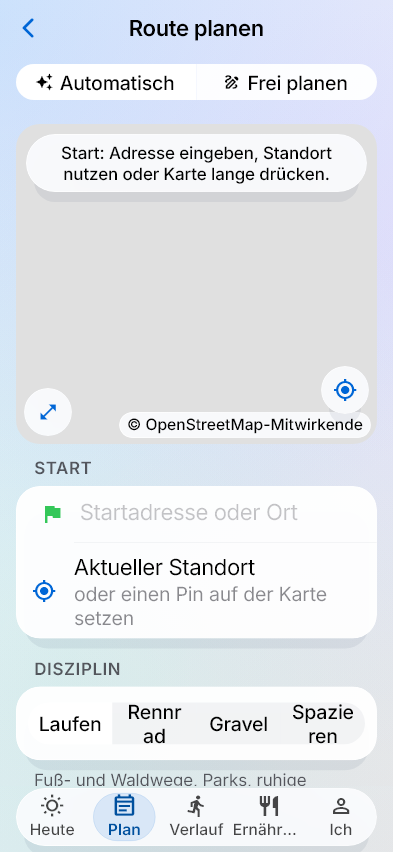 Route planen
Automatisch
Frei planen
Start: Adresse eingeben, Standort
nutzen oder Karte lange drücken.
© OpenStreetMap-Mitwirkende
START
Startadresse oder Ort
Aktueller Standort
oder einen Pin auf der Karte
setzen
DISZIPLIN
Laufen
Rennr
ad
Gravel
Spazie
ren
Fuß- und Waldwege, Parks, ruhige
Heute
Plan
Verlauf
Ernähr...
Ich